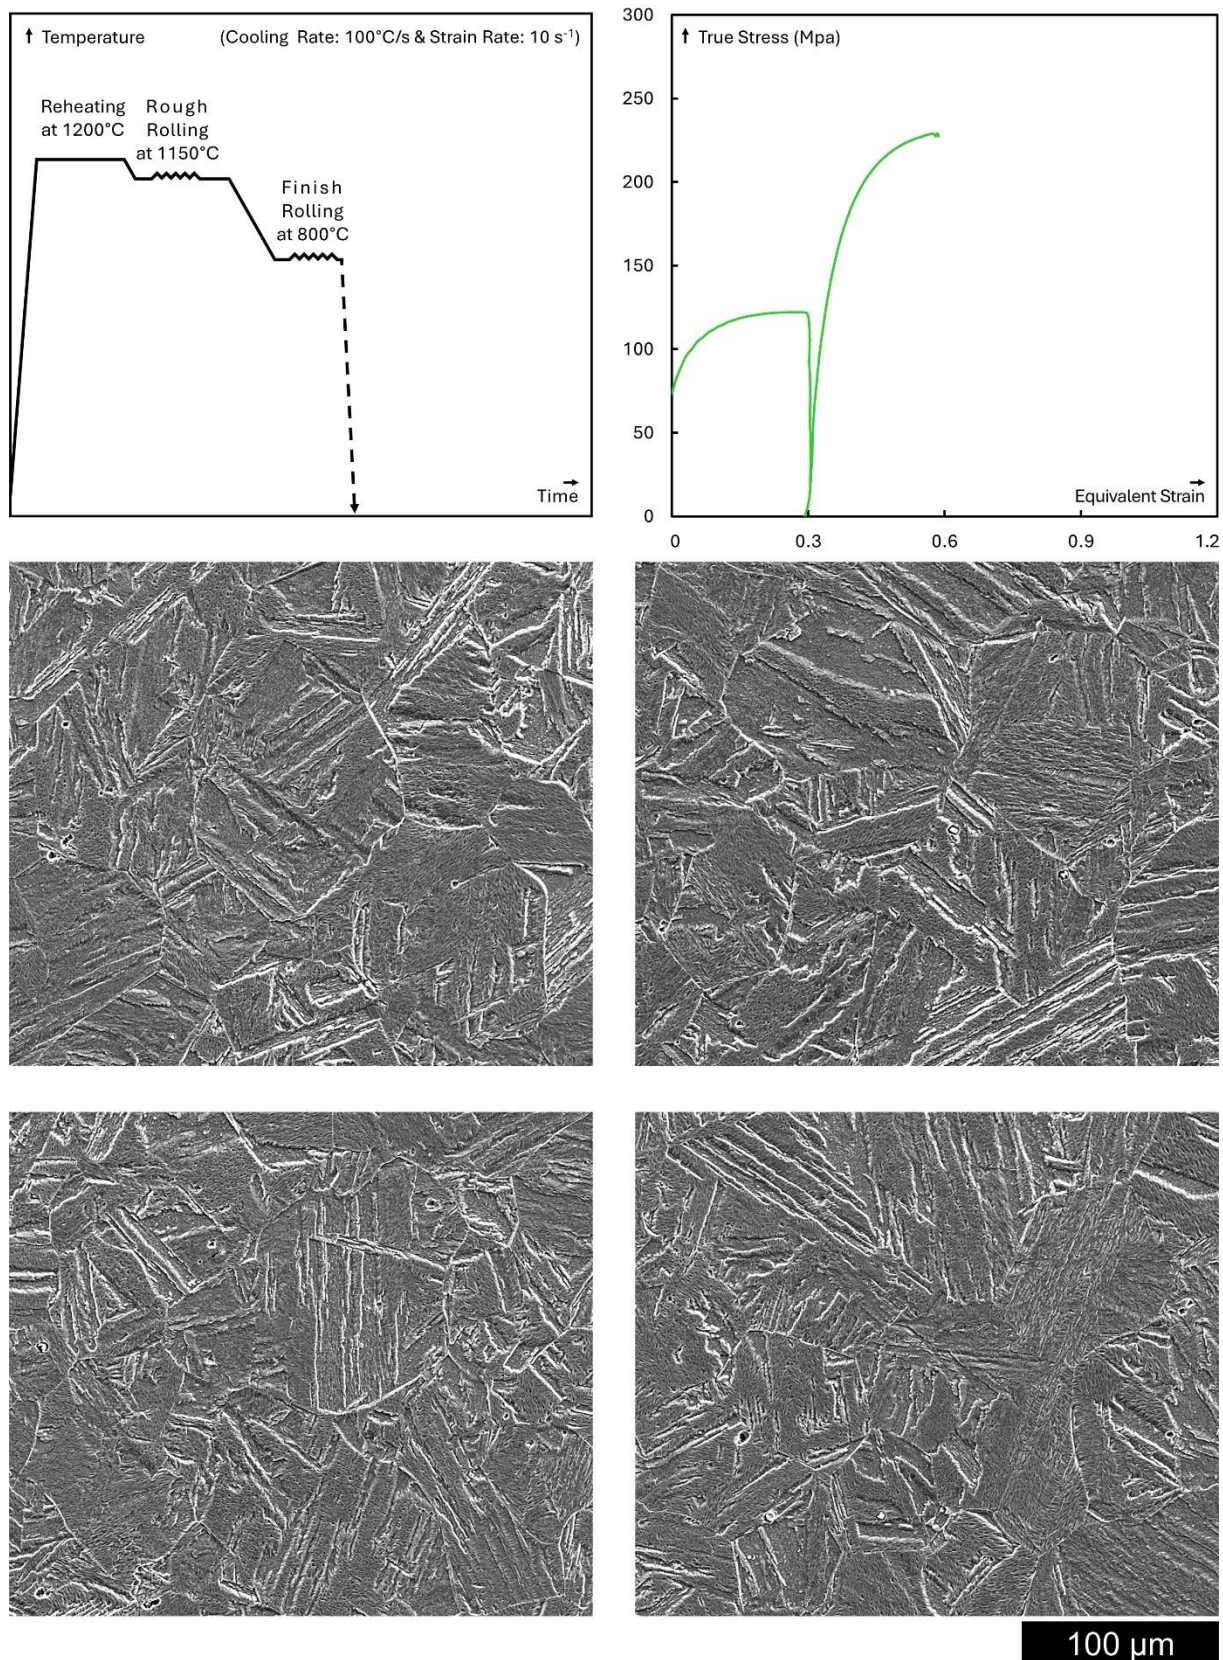 ↑ Temperature (Cooling Rate: 100°C/s & Strain Rate: 10 s⁻¹)
Reheating
at 1200°C
Rough
Rolling
at 1150°C
Finish
Rolling
at 800°C
→
Time
300
↑ True Stress (Mpa)
250
200
150
100
50
0
→
Equivalent Strain
0 0.3 0.6 0.9 1.2
100 µm